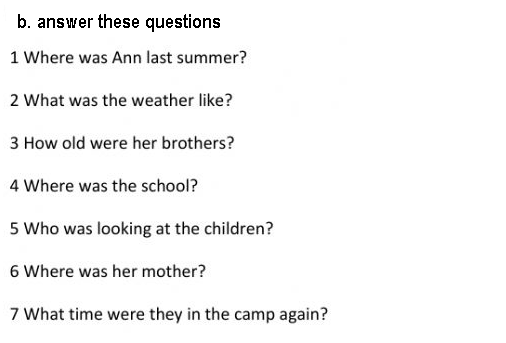 b. answer these questions
1 Where was Ann last summer?
2 What was the weather like?
3 How old were her brothers?
4 Where was the school?
5 Who was looking at the children?
6 Where was her mother?
7 What time were they in the camp again?